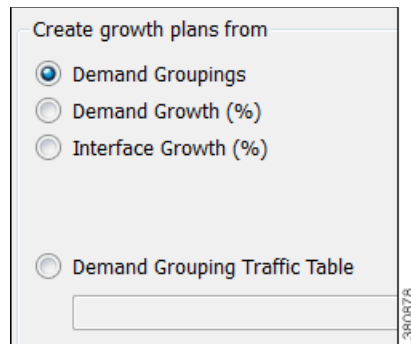 Create growth plans from
Demand Groupings
Demand Growth (%)
Interface Growth (%)
Demand Grouping Traffic Table
380878